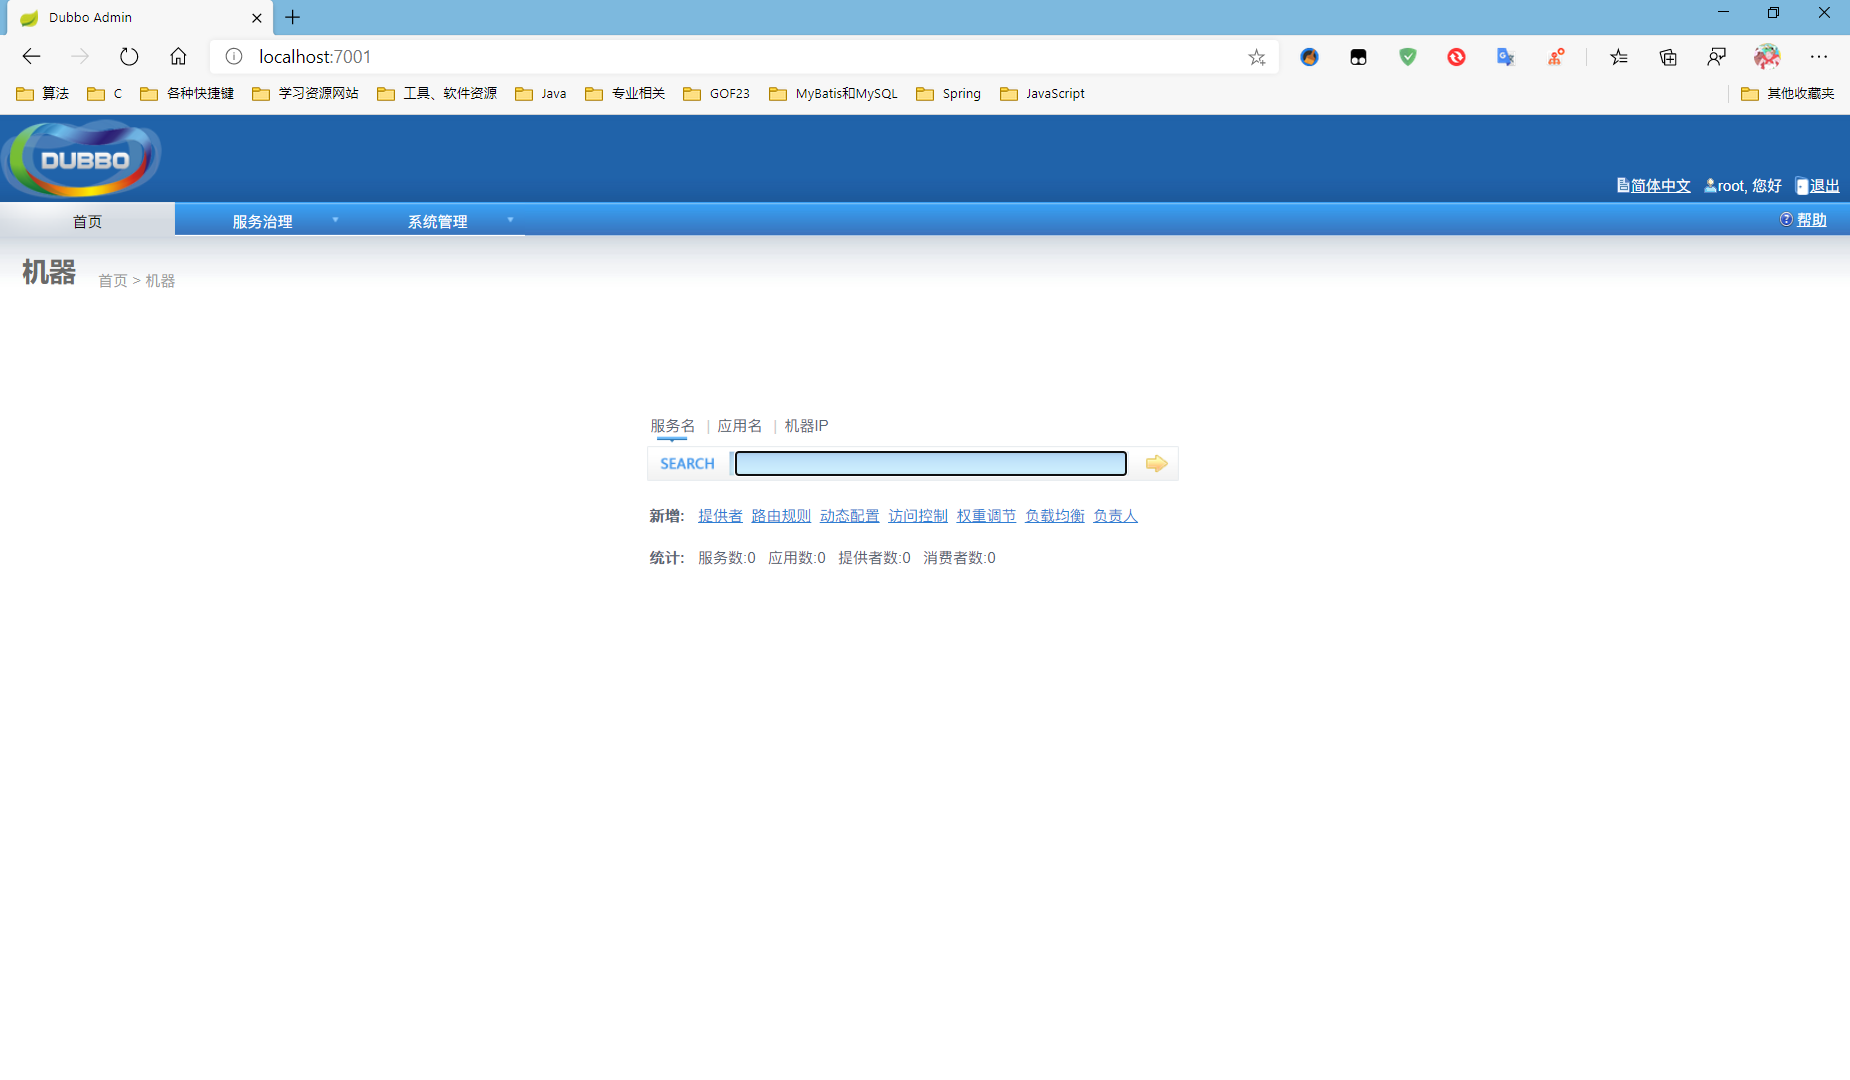 Dubbo Admin
localhost:7001
算法 C 各种快捷键 学习资源网站 工具、软件资源 Java 专业相关 GOF23 MyBatis和MySQL Spring JavaScript 其他收藏夹
DUBBO
简体中文 root, 您好 退出
首页 服务治理 系统管理 帮助
机器 首页 > 机器
服务名 | 应用名 | 机器IP
SEARCH
新增: 提供者 路由规则 动态配置 访问控制 权重调节 负载均衡 负责人
统计: 服务数:0 应用数:0 提供者数:0 消费者数:0